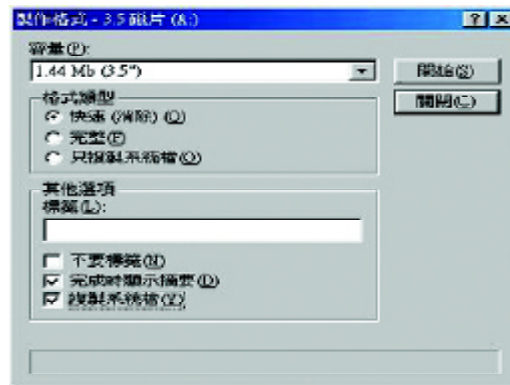 製作格式 - 3.5 磁片 (A:)
容量(P):
1.44 Mb (3.5")
開始(S)
關閉(C)
格式類型
快速 (消除) (Q)
完整(F)
只複製系統檔(O)
其他選項
標籤(L):
不要標籤(N)
完成時顯示摘要(D)
複製系統檔(Y)